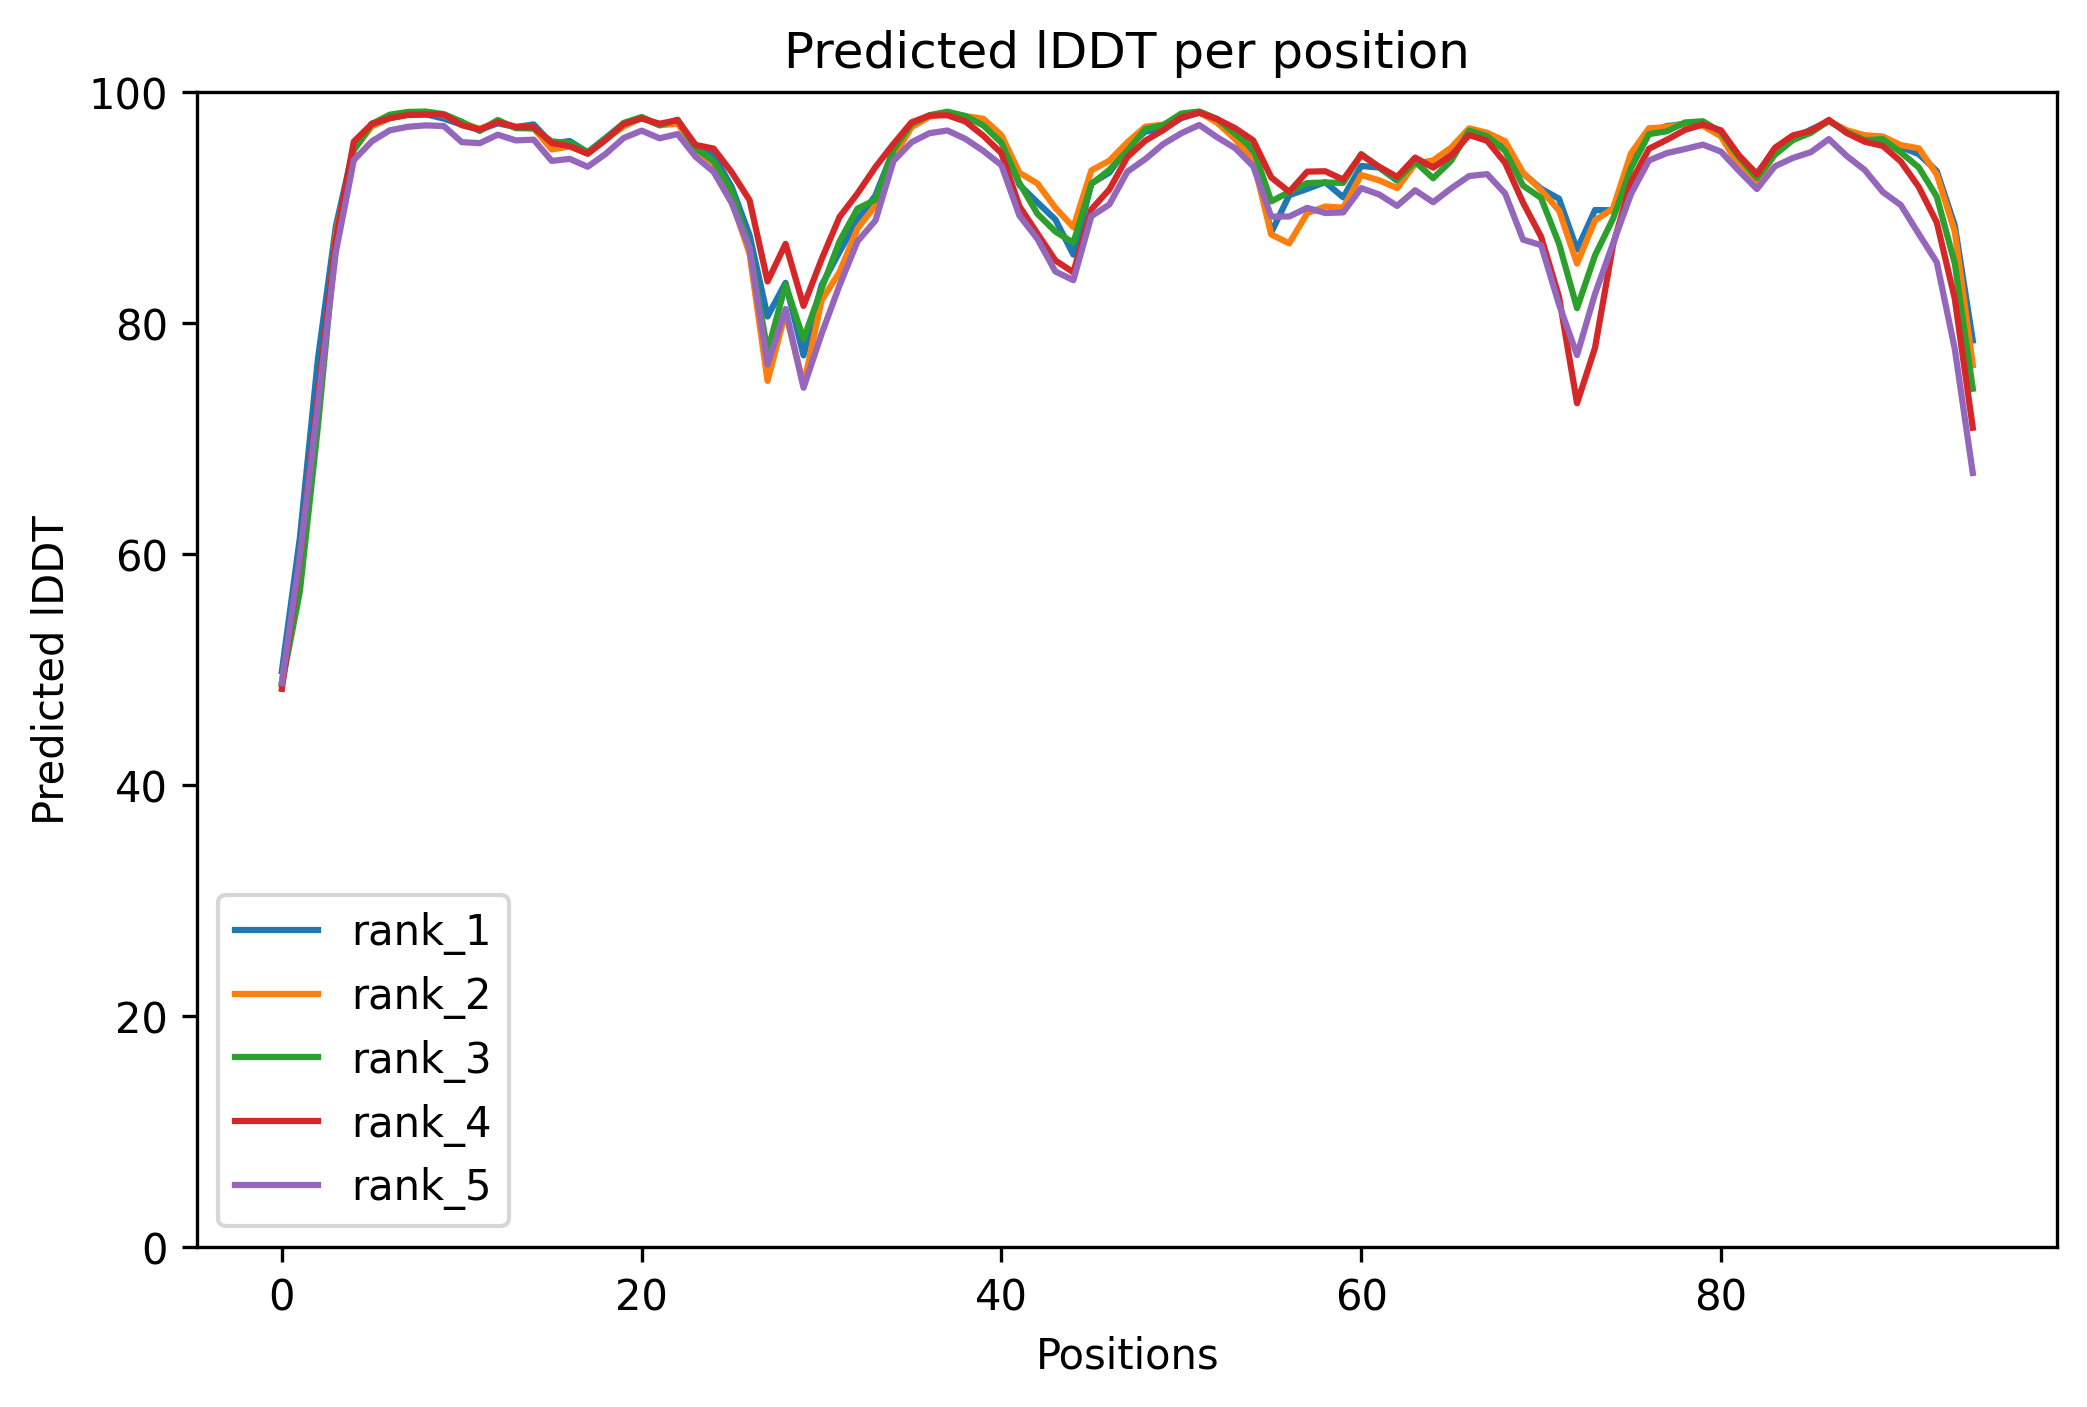 Predicted lDDT per position
100
80
60
40
20
0
Predicted lDDT
rank_1
rank_2
rank_3
rank_4
rank_5
0 20 40 60 80
Positions